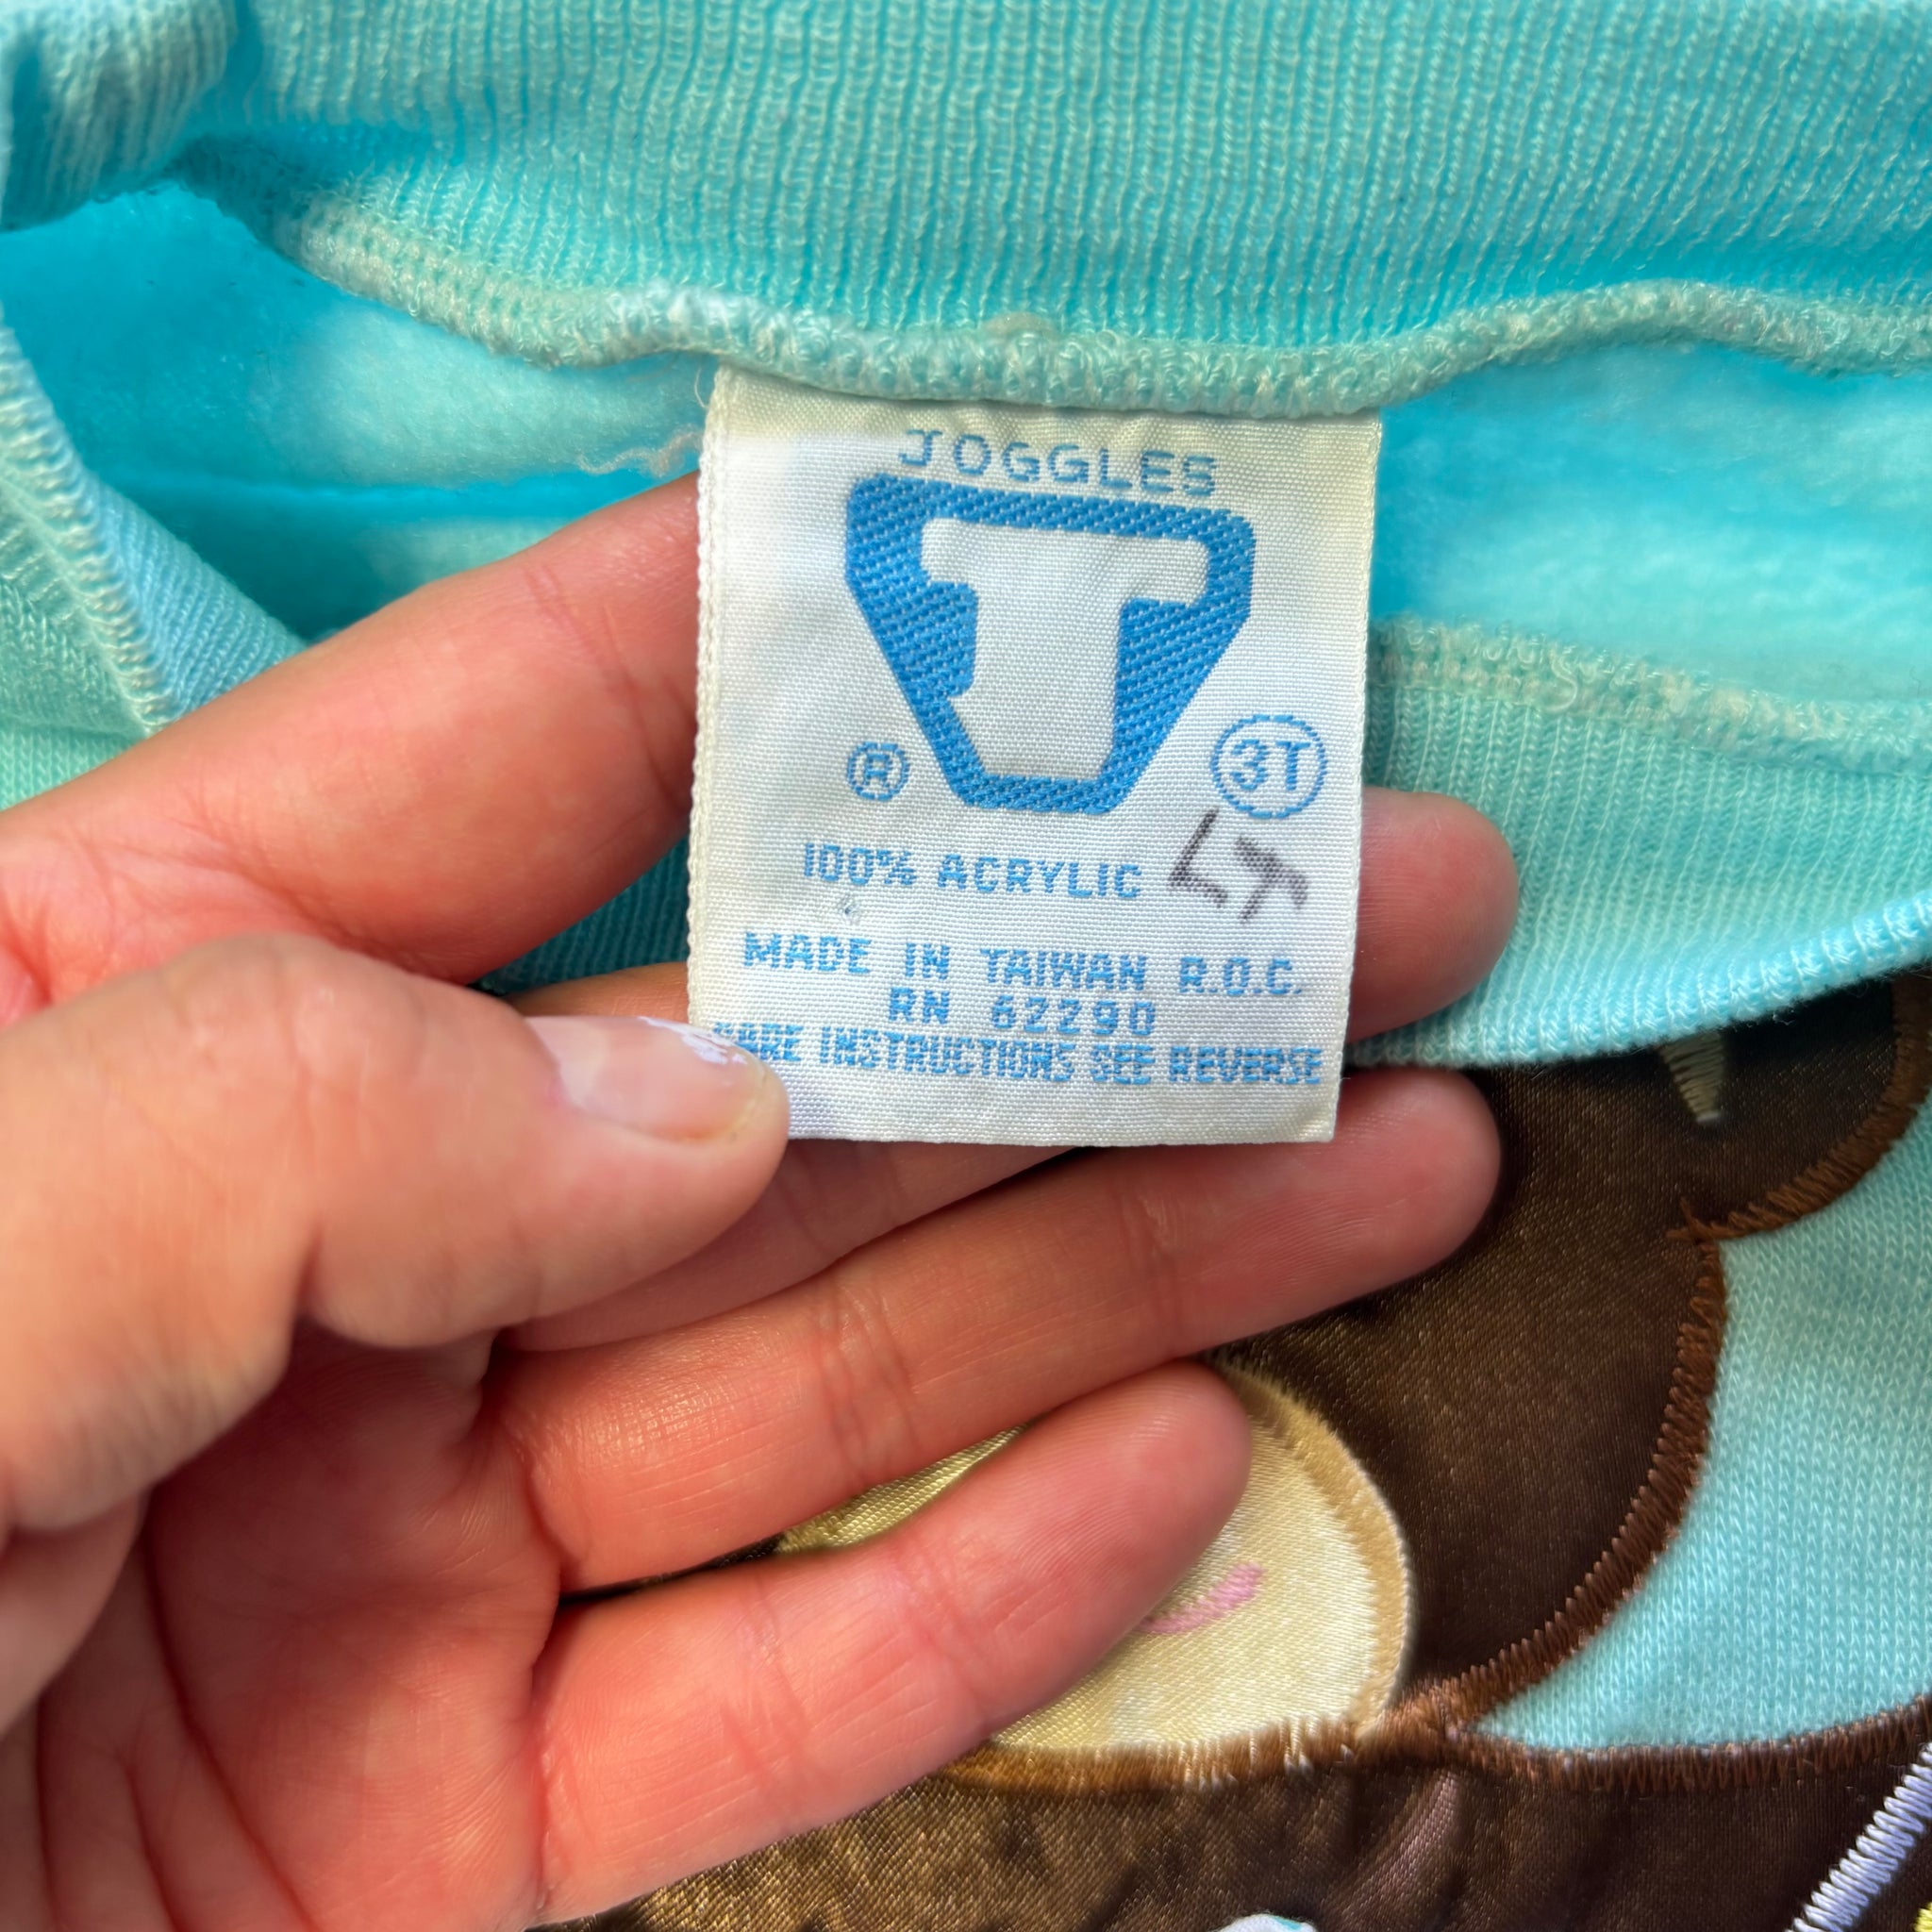 JOGGLES
® 3T
100% ACRYLIC
MADE IN TAIWAN R.O.C.
RN 62290
CARE INSTRUCTIONS SEE REVERSE